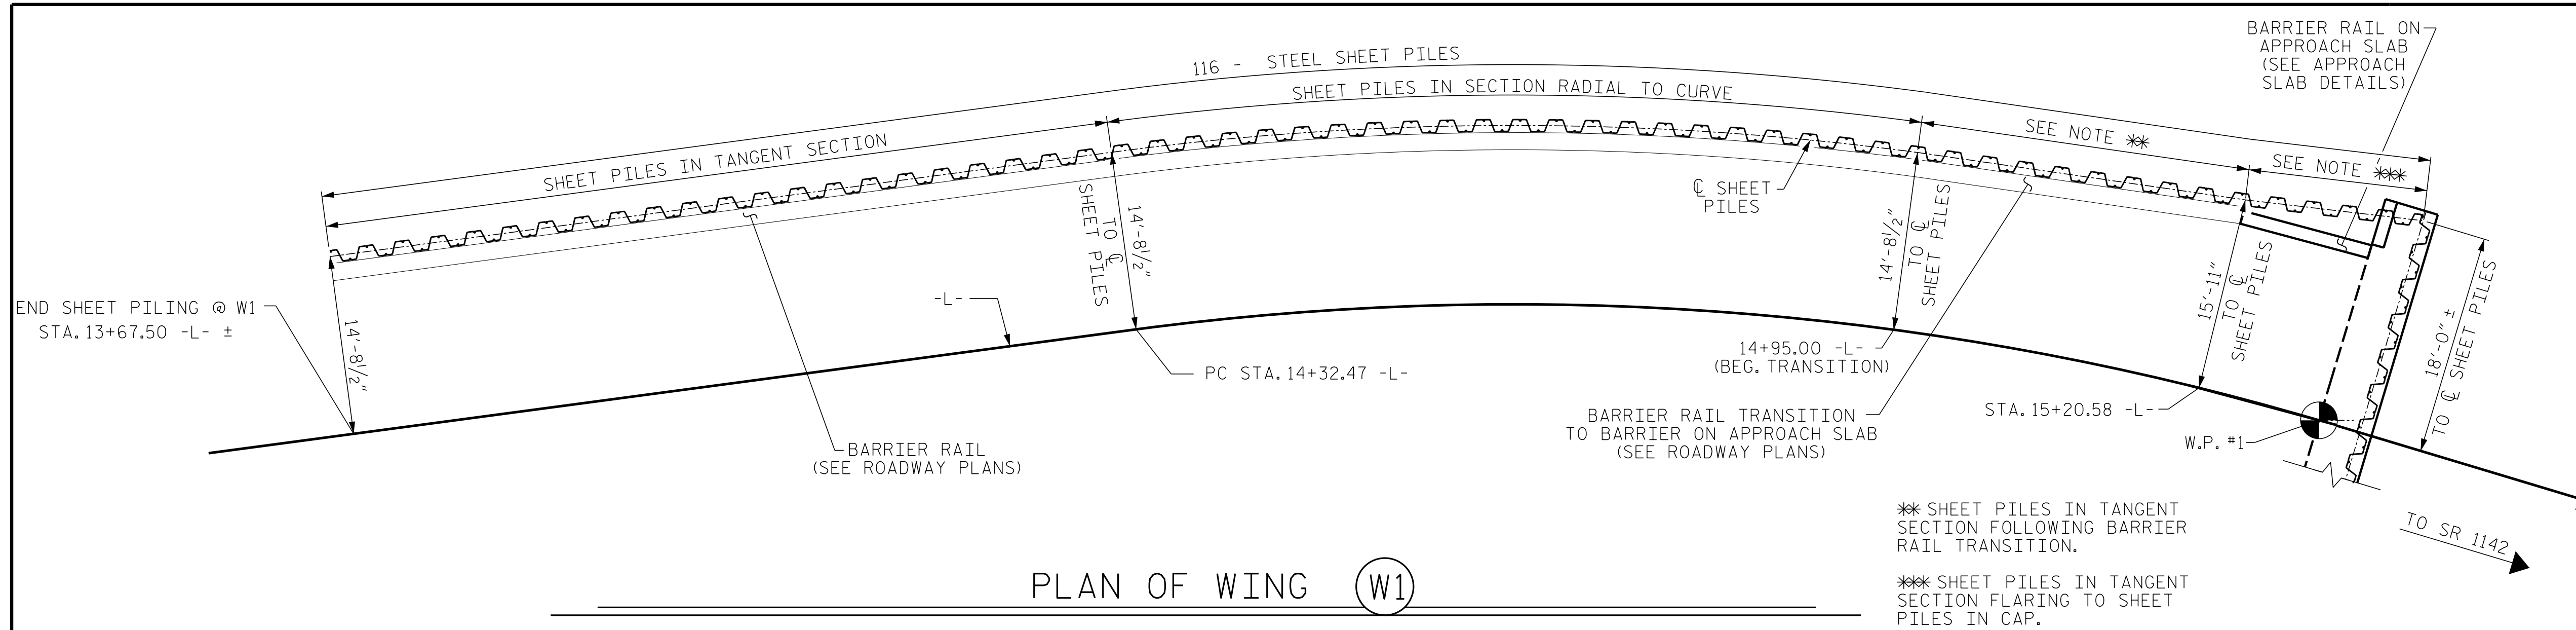 BARRIER RAIL ON
APPROACH SLAB
(SEE APPROACH
SLAB DETAILS)
116 - STEEL SHEET PILES
SHEET PILES IN SECTION RADIAL TO CURVE
SHEET PILES IN TANGENT SECTION
SEE NOTE **
SEE NOTE ***
℄ SHEET
PILES
14'-8½"
TO ℄
SHEET PILES
14'-8½"
TO ℄
SHEET PILES
15'-11"
TO ℄
SHEET PILES
18'-0" ±
TO ℄ SHEET PILES
END SHEET PILING @ W1
STA. 13+67.50 -L- ±
14'-8½"
-L-
PC STA. 14+32.47 -L-
14+95.00 -L-
(BEG. TRANSITION)
BARRIER RAIL TRANSITION
TO BARRIER ON APPROACH SLAB
(SEE ROADWAY PLANS)
STA. 15+20.58 -L-
W.P. #1
BARRIER RAIL
(SEE ROADWAY PLANS)
TO SR 1142
** SHEET PILES IN TANGENT
SECTION FOLLOWING BARRIER
RAIL TRANSITION.
*** SHEET PILES IN TANGENT
SECTION FLARING TO SHEET
PILES IN CAP.
PLAN OF WING W1